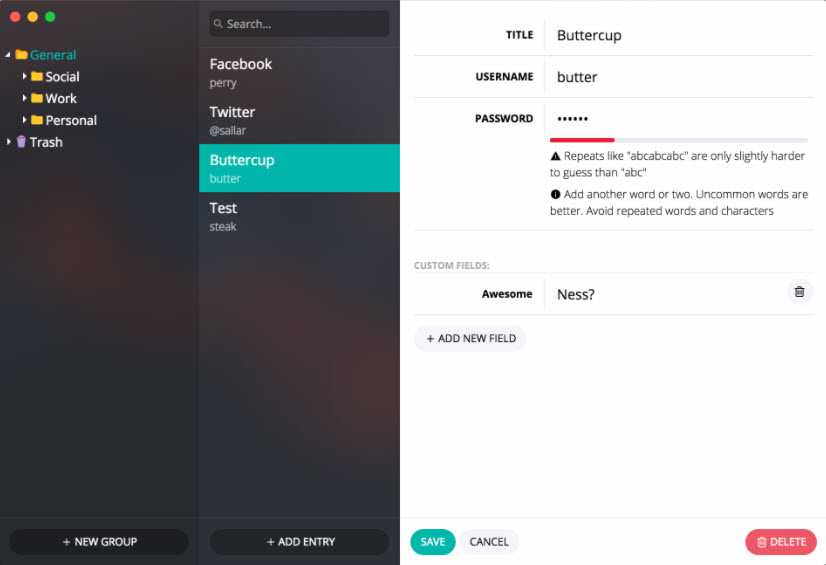 General
Social
Work
Personal
Trash
+ NEW GROUP
Search...
Facebook
perry
Twitter
@sallar
Buttercup
butter
Test
steak
+ ADD ENTRY
TITLE Buttercup
USERNAME butter
PASSWORD ••••••
Repeats like "abcabcabc" are only slightly harder
to guess than "abc"
Add another word or two. Uncommon words are
better. Avoid repeated words and characters
CUSTOM FIELDS:
Awesome Ness?
+ ADD NEW FIELD
SAVE CANCEL DELETE